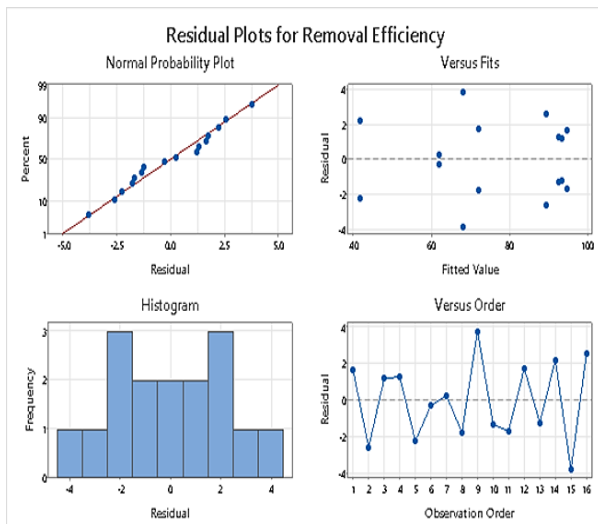 Residual Plots for Removal Efficiency
Normal Probability Plot
99
90
50
10
1
Percent
-5.0 -2.5 0.0 2.5 5.0
Residual
Versus Fits
4
2
0
-2
-4
Residual
40 60 80 100
Fitted Value
Histogram
3
2
1
0
Frequency
-4 -2 0 2 4
Residual
Versus Order
4
2
0
-2
-4
Residual
1 2 3 4 5 6 7 8 9 10 11 12 13 14 15 16
Observation Order